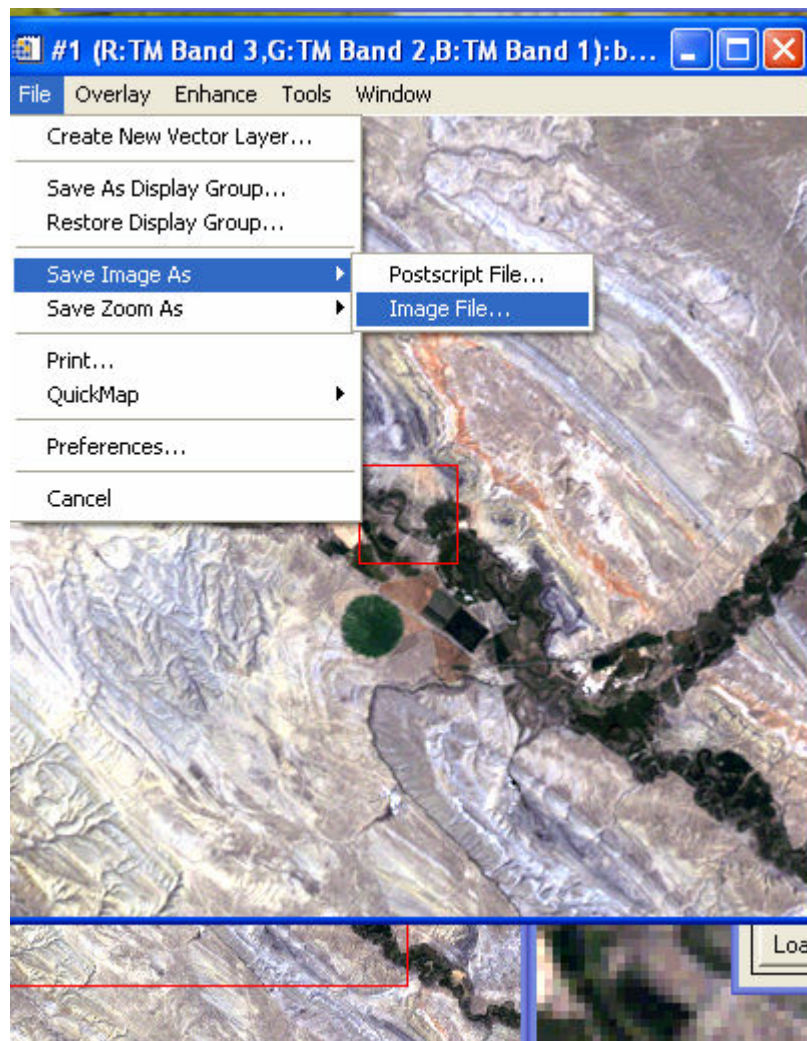 #1 (R:TM Band 3,G:TM Band 2,B:TM Band 1):b...
File Overlay Enhance Tools Window
Create New Vector Layer...
Save As Display Group...
Restore Display Group...
Save Image As
Postscript File...
Save Zoom As
Image File...
Print...
QuickMap
Preferences...
Cancel
Loa